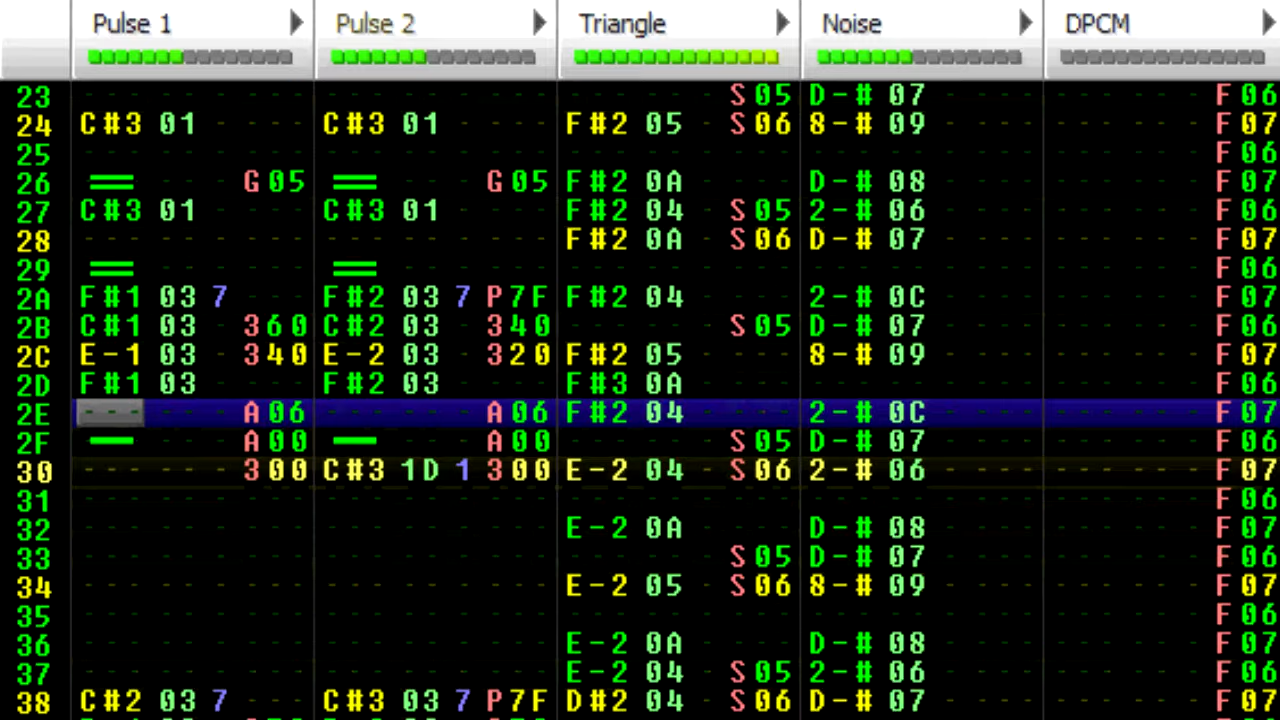 Pulse 1 Pulse 2 Triangle Noise DPCM
23 S05 D-# 07 F06
24 C#3 01 C#3 01 F#2 05 S06 8-# 09 F07
25 F06
26 G05 G05 F#2 0A D-# 08 F07
27 C#3 01 C#3 01 F#2 04 S05 2-# 06 F06
28 F#2 0A S06 D-# 07 F07
29 F06
2A F#1 03 7 F#2 03 7 P7F F#2 04 2-# 0C F07
2B C#1 03 360 C#2 03 340 S05 D-# 07 F06
2C E-1 03 340 E-2 03 320 F#2 05 8-# 09 F07
2D F#1 03 F#2 03 F#3 0A F06
2E --- A06 A06 F#2 04 2-# 0C F07
2F A00 A00 S05 D-# 07 F06
30 300 C#3 1D 1 300 E-2 04 S06 2-# 06 F07
31 F06
32 E-2 0A D-# 08 F07
33 S05 D-# 07 F06
34 E-2 05 S06 8-# 09 F07
35 F06
36 E-2 0A D-# 08 F07
37 E-2 04 S05 2-# 06 F06
38 C#2 03 7 C#3 03 7 P7F D#2 04 S06 D-# 07 F07